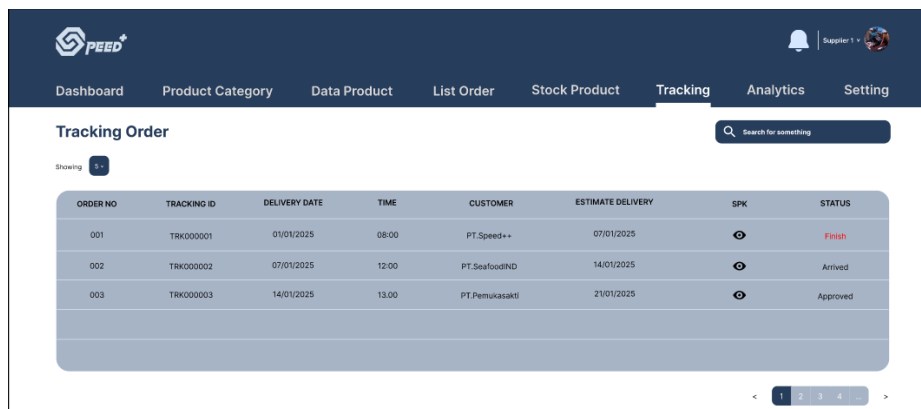 SPEED+
Supplier 1 v
Dashboard Product Category Data Product List Order Stock Product Tracking Analytics Setting
Tracking Order
Search for something
Showing 5 v
ORDER NO TRACKING ID DELIVERY DATE TIME CUSTOMER ESTIMATE DELIVERY SPK STATUS
001 TRK000001 01/01/2025 08:00 PT.Speed++ 07/01/2025 Finish
002 TRK000002 07/01/2025 12:00 PT.SeafoodIND 14/01/2025 Arrived
003 TRK000003 14/01/2025 13.00 PT.Pemukasakti 21/01/2025 Approved
< 1 2 3 4 ... >